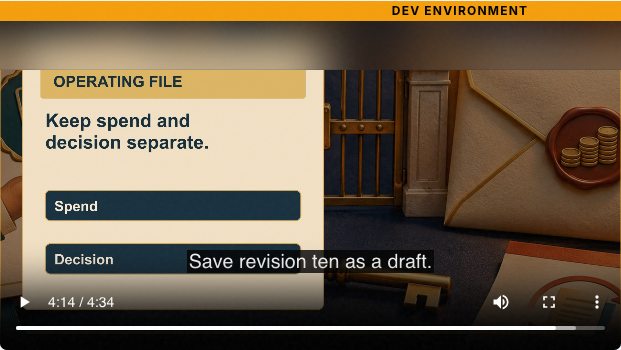 DEV ENVIRONMENT
OPERATING FILE
Keep spend and
decision separate.
Spend
Decision
Save revision ten as a draft.
4:14 / 4:34